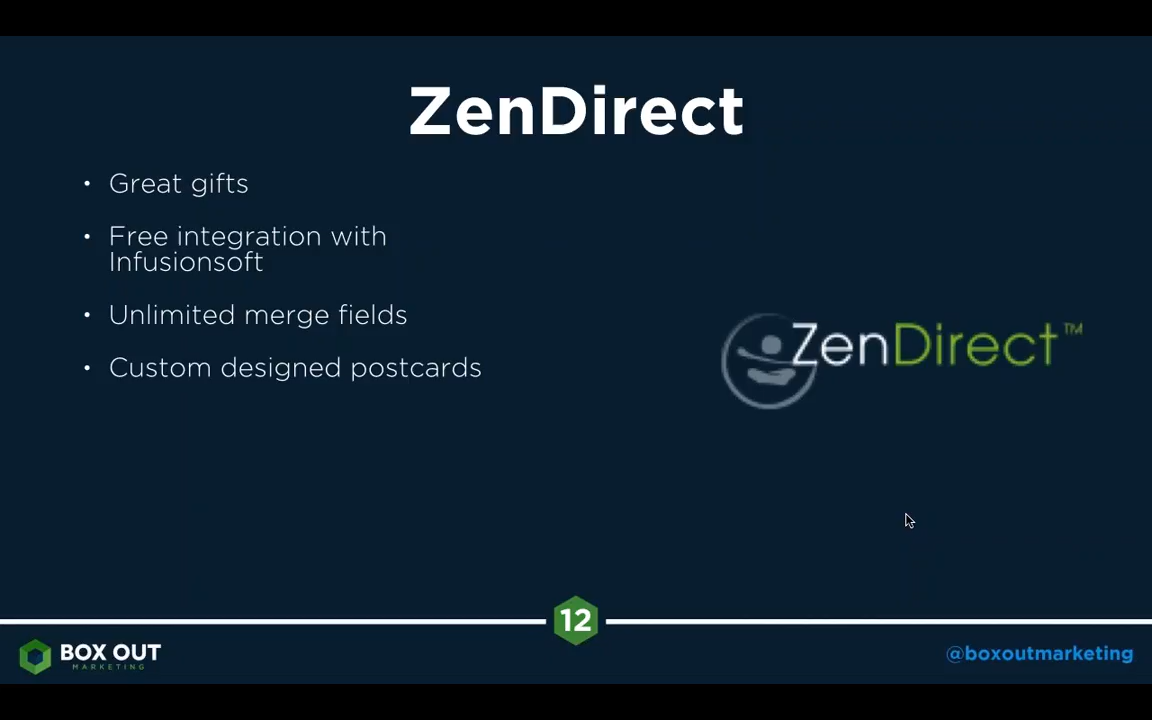 ZenDirect
• Great gifts
• Free integration with
Infusionsoft
• Unlimited merge fields
• Custom designed postcards
ZenDirect™
12
BOX OUT
MARKETING
@boxoutmarketing